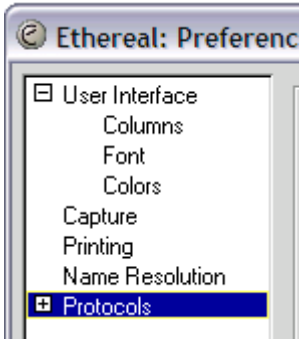 Ethereal: Preferenc
User Interface
Columns
Font
Colors
Capture
Printing
Name Resolution
Protocols